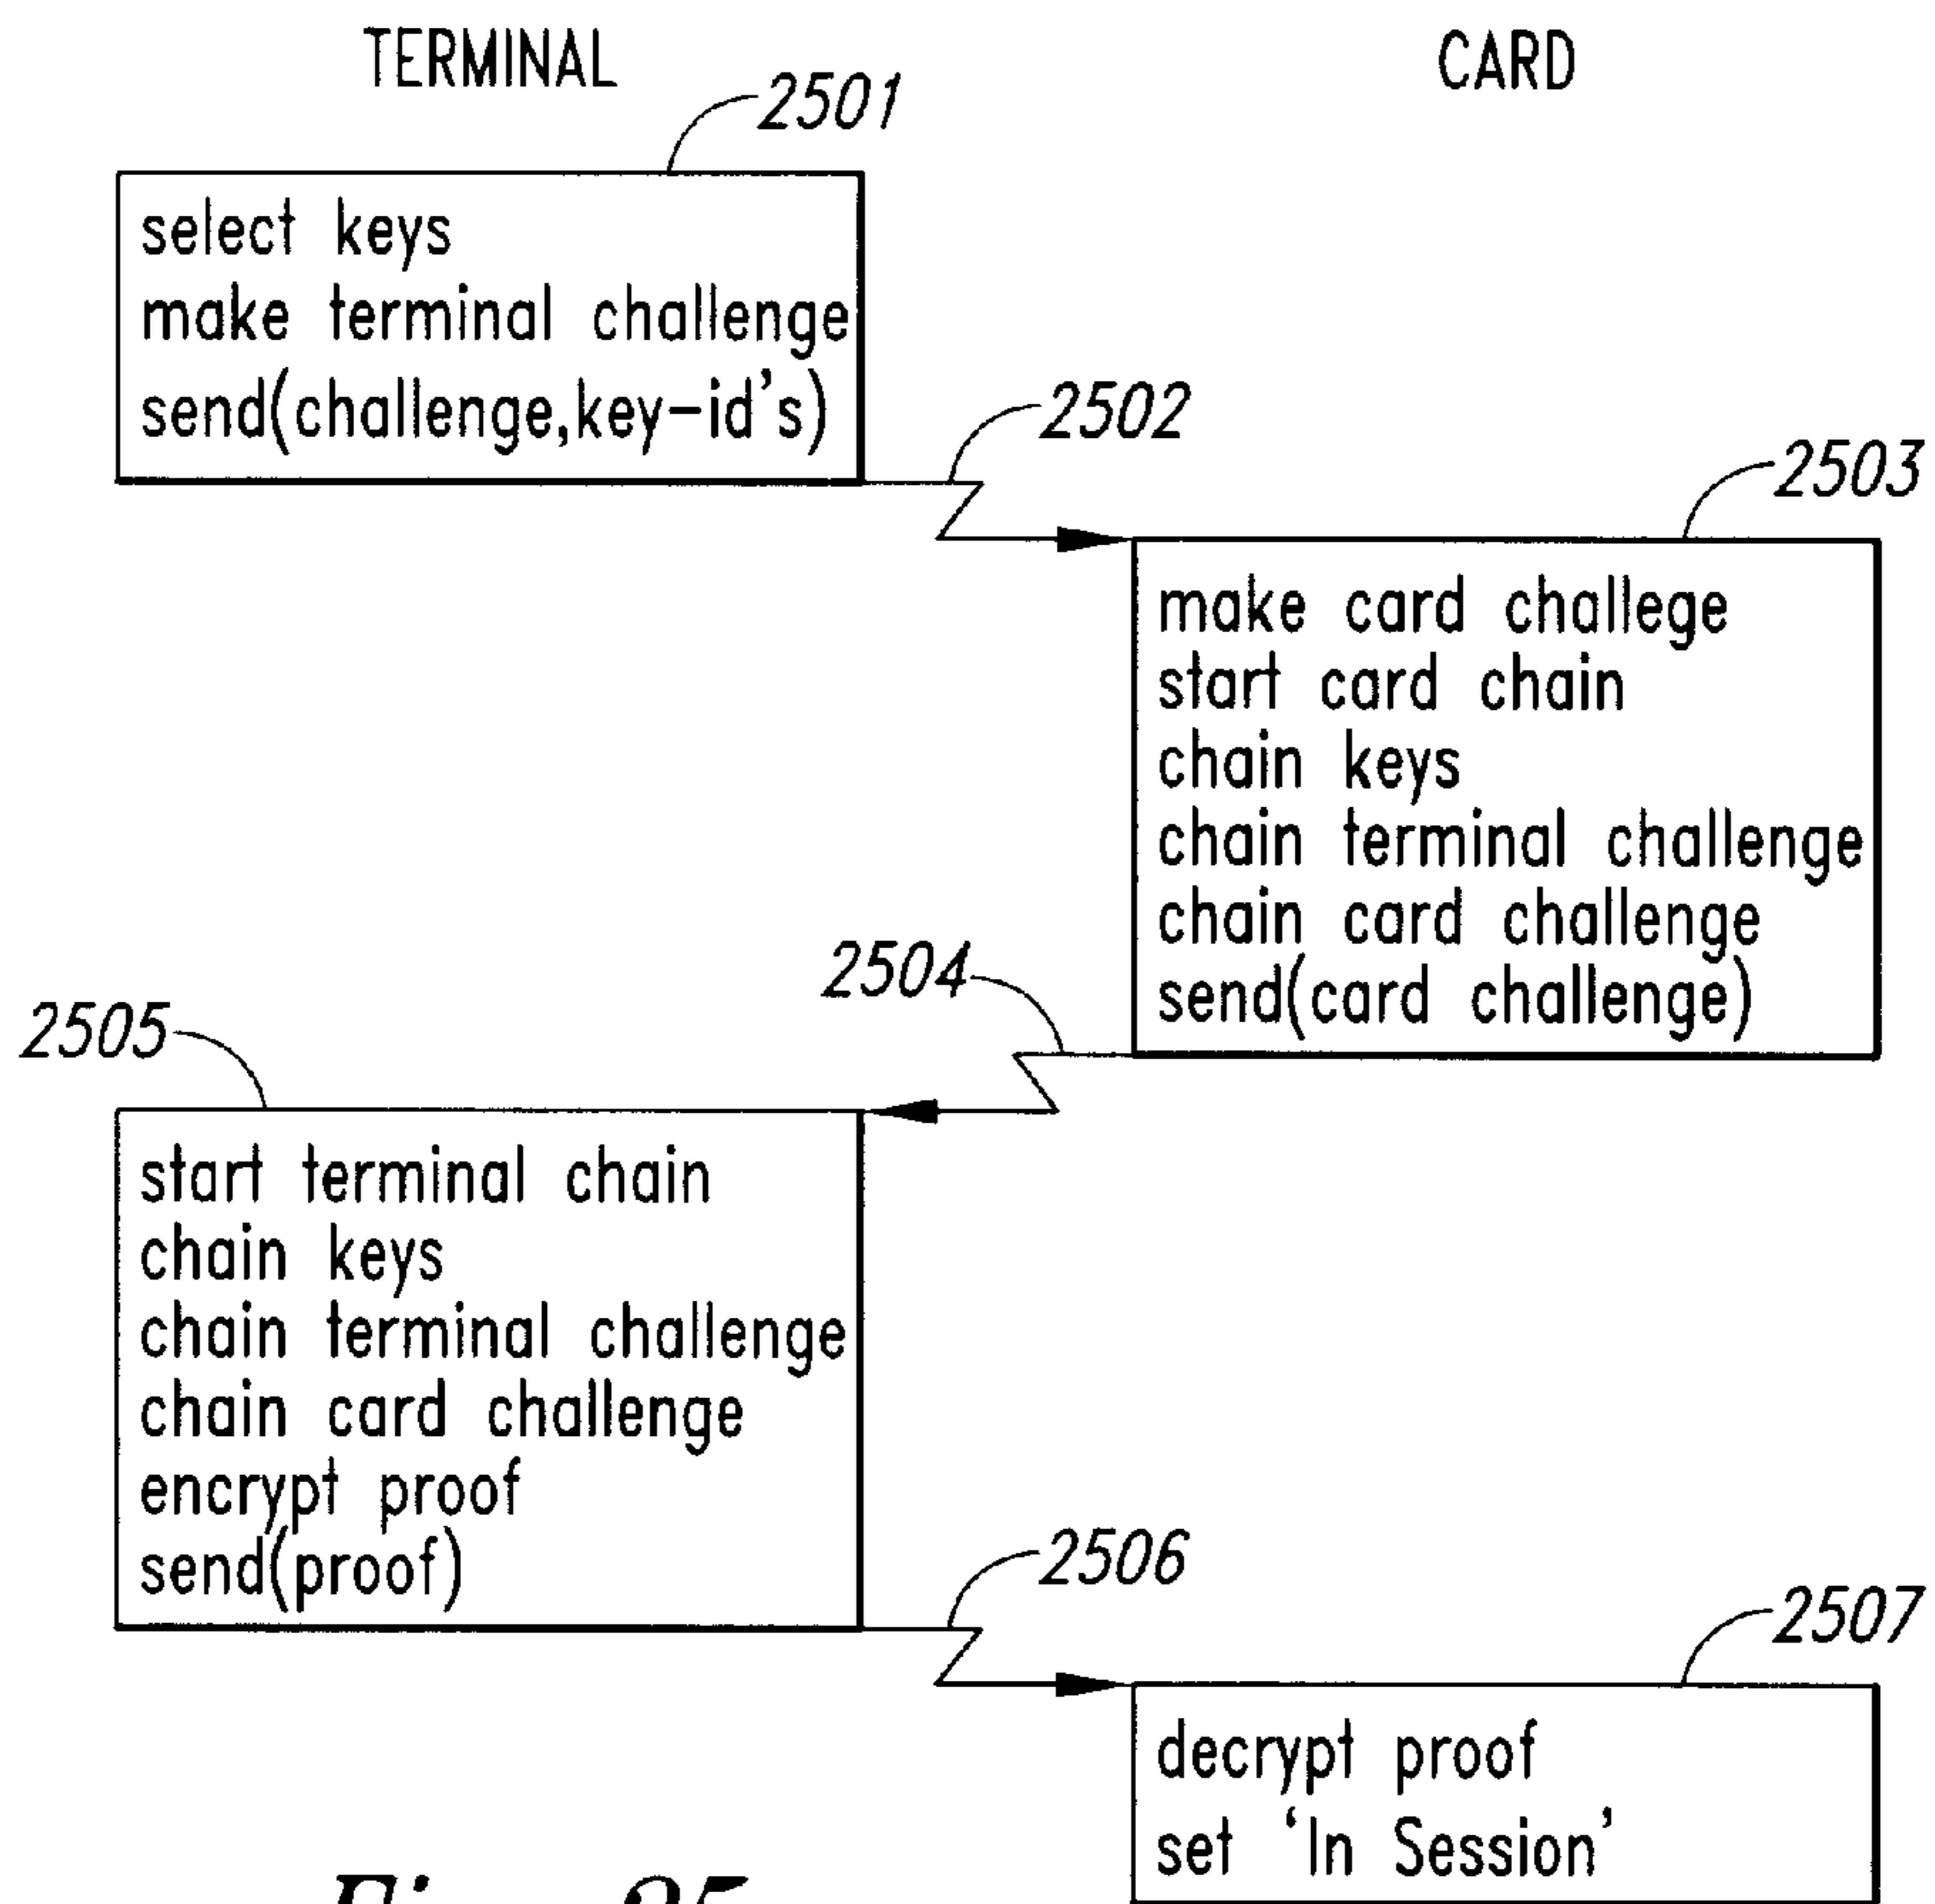 TERMINAL
CARD
2501
select keys
make terminal challenge
send(challenge,key-id's)
2502
2503
make card challege
start card chain
chain keys
chain terminal challenge
chain card challenge
send(card challenge)
2504
2505
start terminal chain
chain keys
chain terminal challenge
chain card challenge
encrypt proof
send(proof)
2506
2507
decrypt proof
set 'In Session'